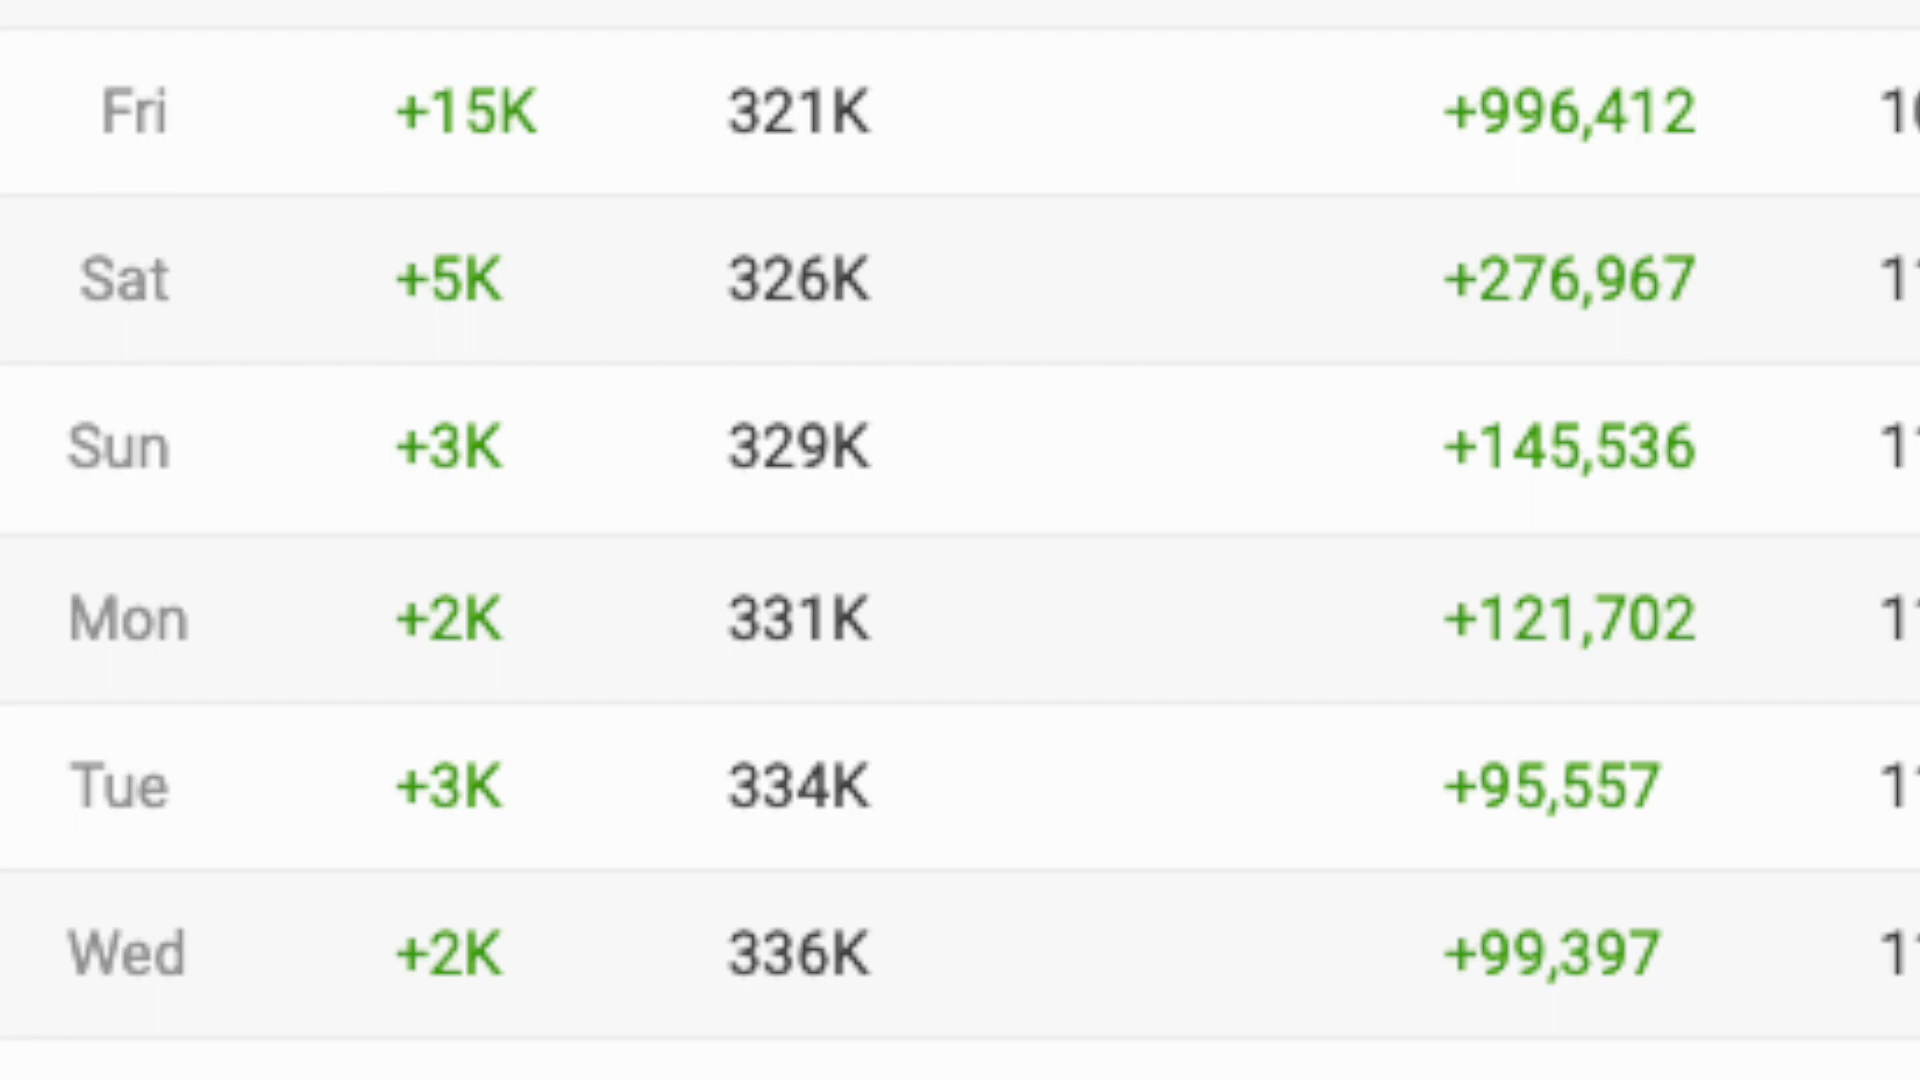 Fri +15K 321K +996,412
Sat +5K 326K +276,967
Sun +3K 329K +145,536
Mon +2K 331K +121,702
Tue +3K 334K +95,557
Wed +2K 336K +99,397